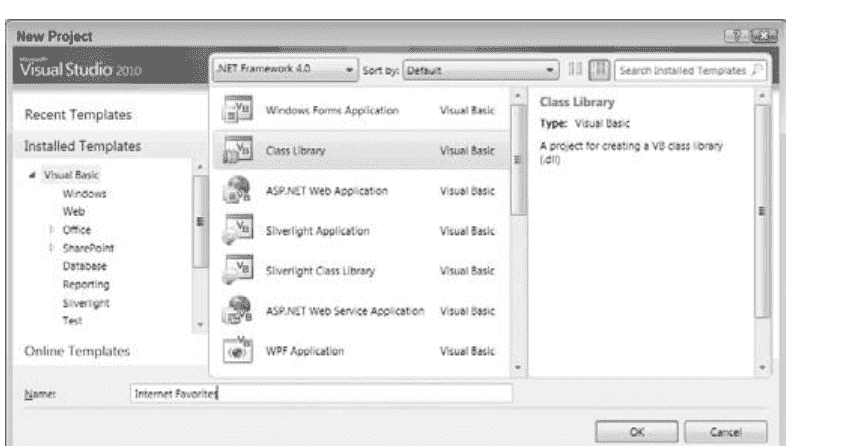 New Project
Microsoft
Visual Studio 2010
.NET Framework 4.0
Sort by: Default
Search Installed Templates
Recent Templates
Installed Templates
Visual Basic
Windows
Web
Office
SharePoint
Database
Reporting
Silverlight
Test
Online Templates
Windows Forms Application Visual Basic
Class Library Visual Basic
ASP.NET Web Application Visual Basic
Silverlight Application Visual Basic
Silverlight Class Library Visual Basic
ASP.NET Web Service Application Visual Basic
WPF Application Visual Basic
Class Library
Type: Visual Basic
A project for creating a VB class library
(.dll)
Name: Internet Favorites
OK Cancel